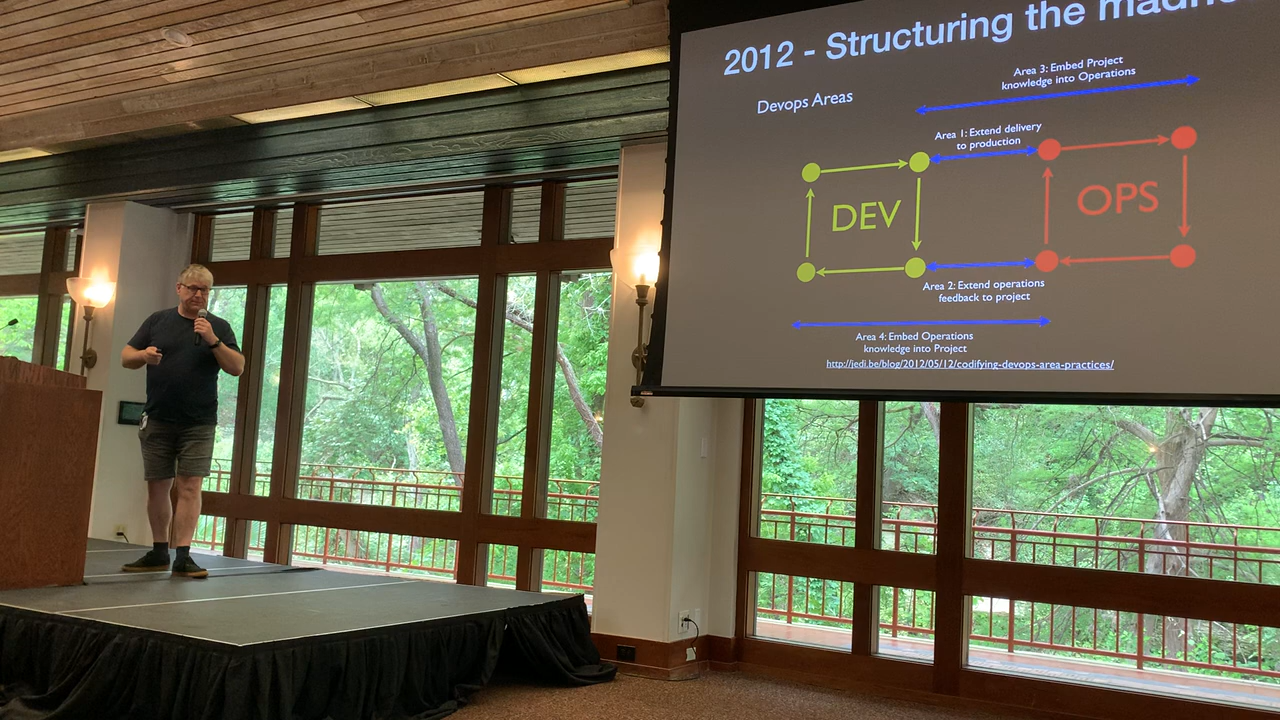 2012 - Structuring the
Devops Areas
Area 3: Embed Project
knowledge into Operations
Area 1: Extend delivery
to production
DEV
OPS
Area 2: Extend operations
feedback to project
Area 4: Embed Operations
knowledge into Project
http://jedi.be/blog/2012/05/12/codifying-devops-area-practices/